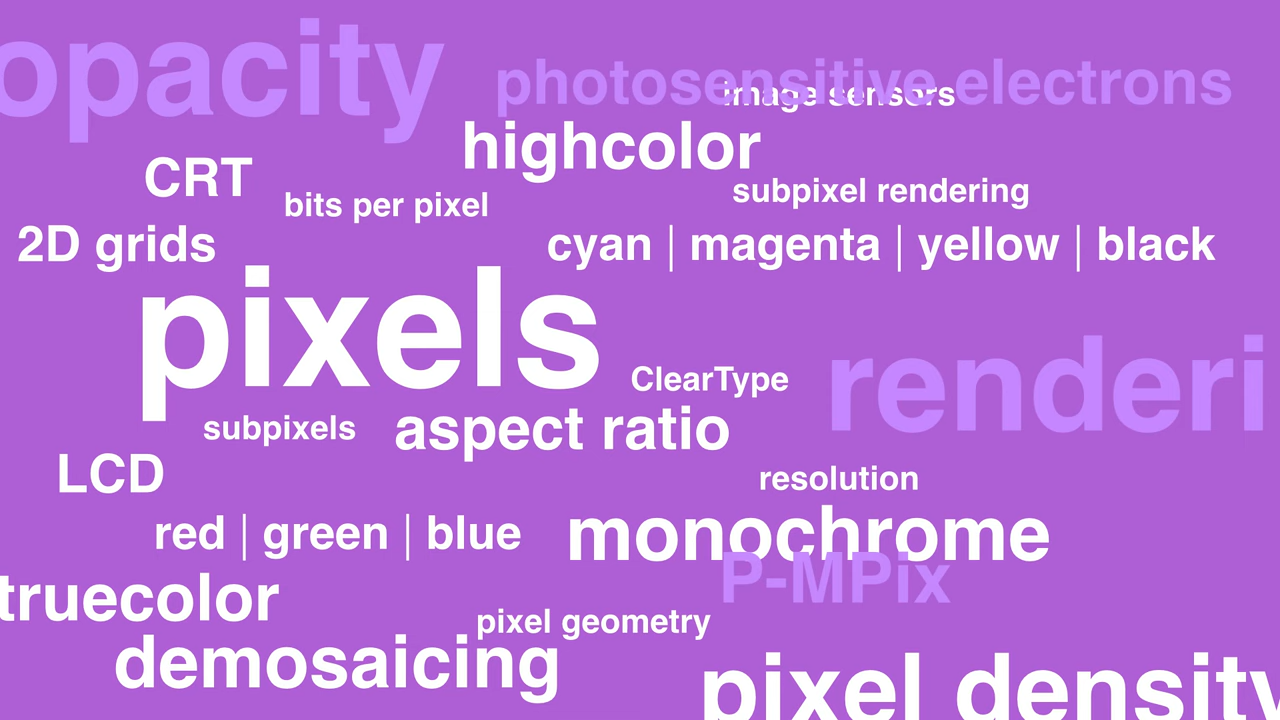 opacity
photosensitive electrons
image sensors
highcolor
CRT
bits per pixel
subpixel rendering
2D grids
cyan | magenta | yellow | black
pixels
ClearType
renderi
subpixels
aspect ratio
LCD
resolution
red | green | blue
monochrome
P-MPix
truecolor
pixel geometry
demosaicing
pixel density